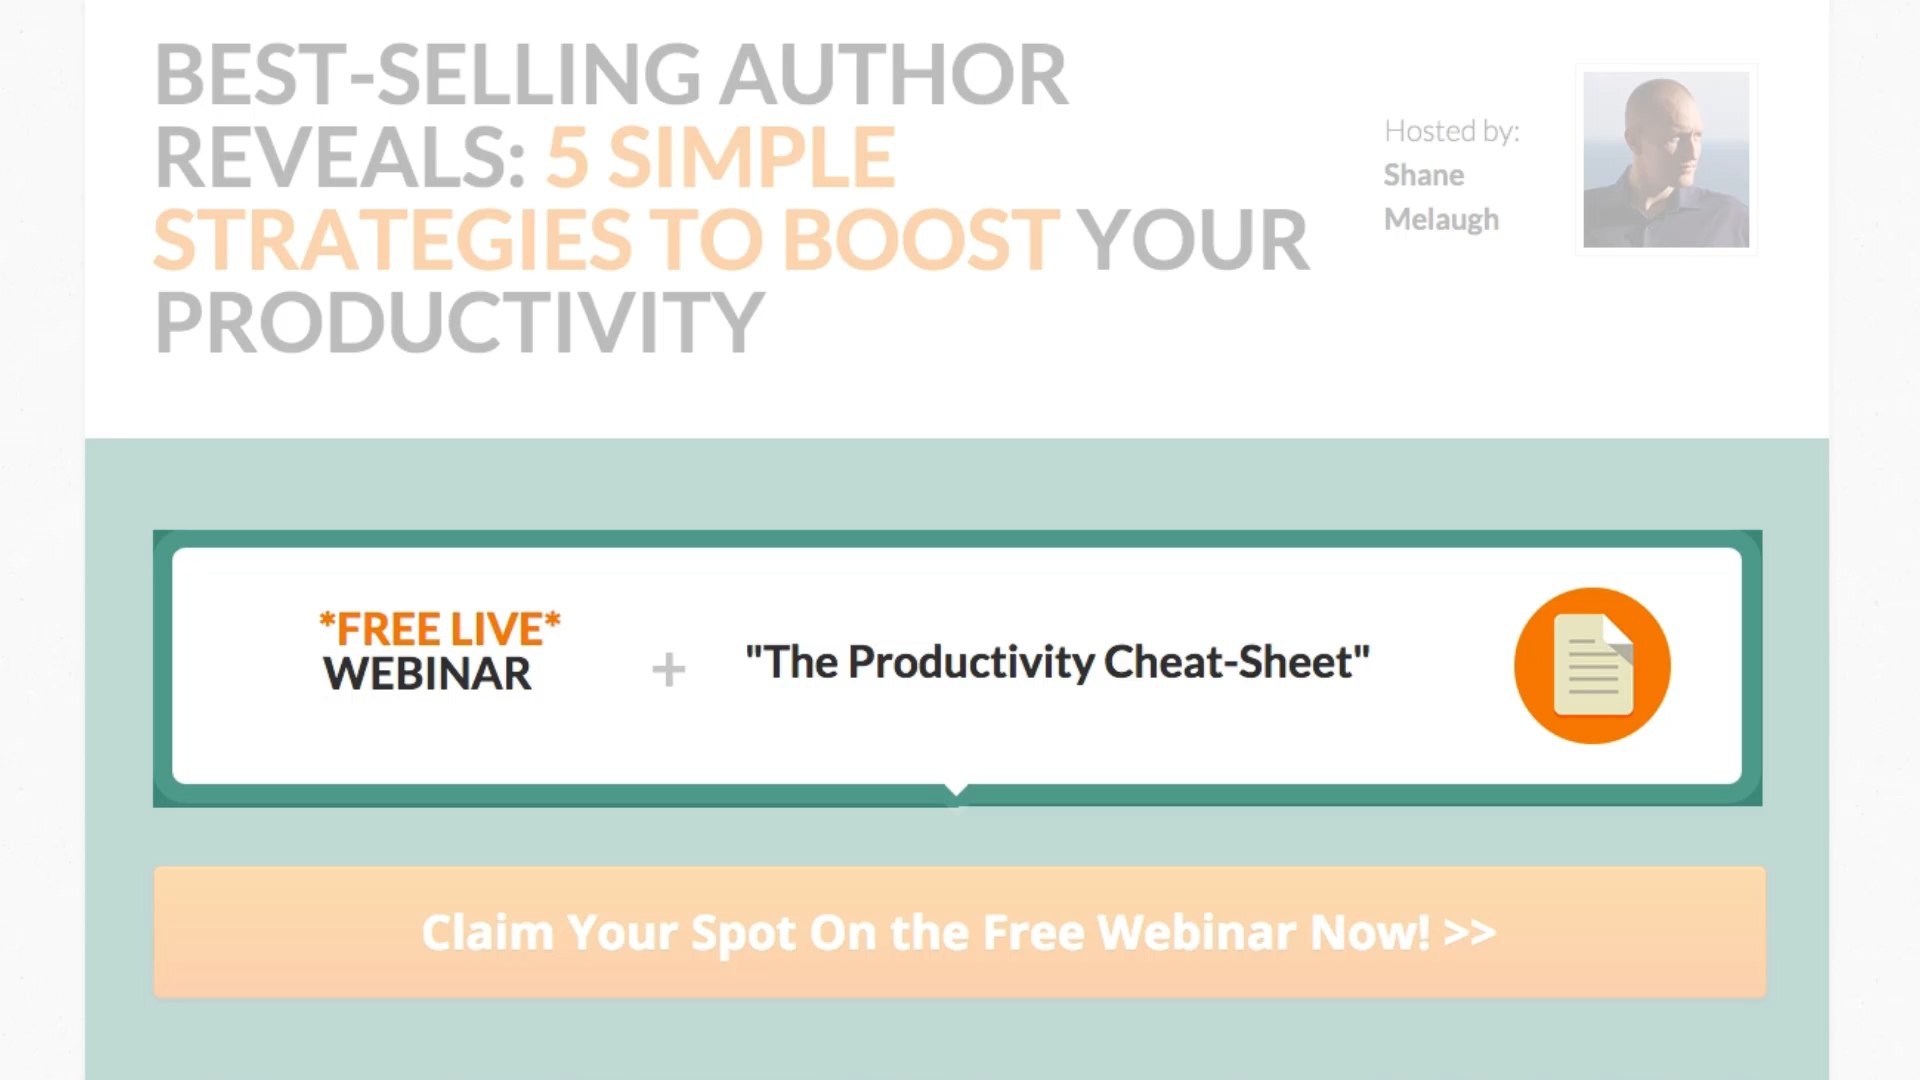 BEST-SELLING AUTHOR
REVEALS: 5 SIMPLE
STRATEGIES TO BOOST YOUR
PRODUCTIVITY
Hosted by:
Shane
Melaugh
*FREE LIVE*
WEBINAR
+
"The Productivity Cheat-Sheet"
Claim Your Spot On the Free Webinar Now! >>